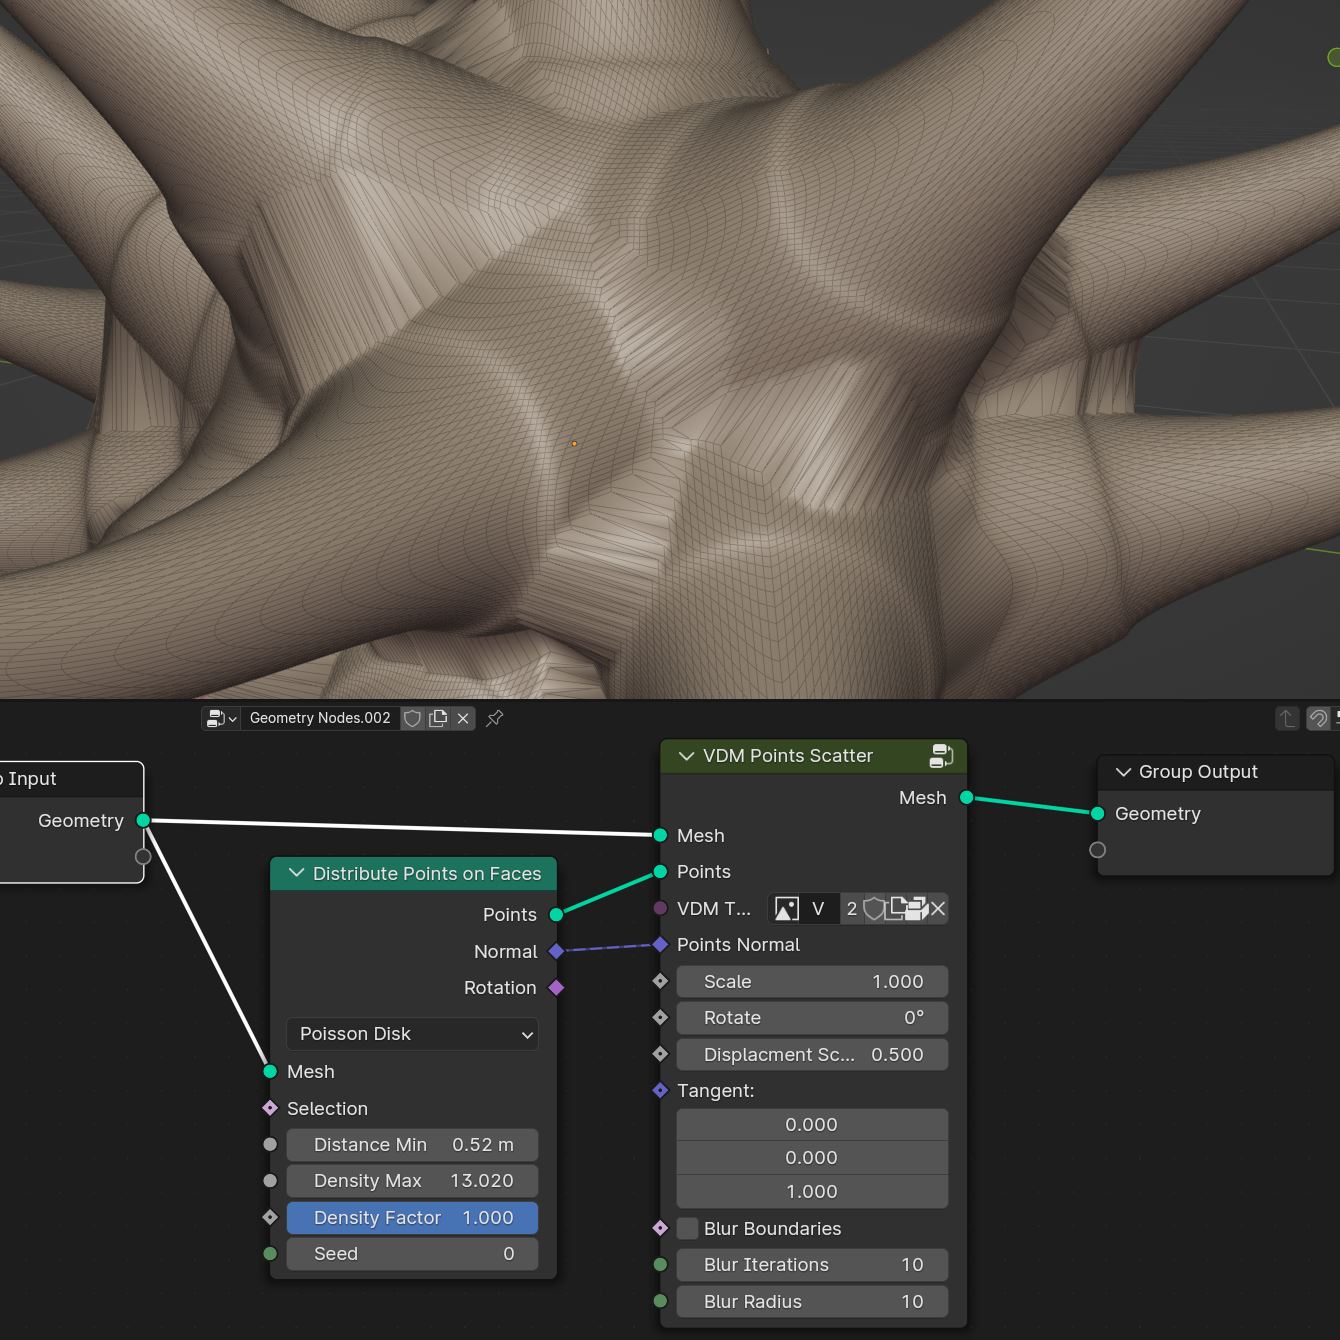 Geometry Nodes.002
Input
Geometry
Distribute Points on Faces
Points
Normal
Rotation
Poisson Disk
Mesh
Selection
Distance Min 0.52 m
Density Max 13.020
Density Factor 1.000
Seed 0
VDM Points Scatter
Mesh
Mesh
Points
VDM T... V 2
Points Normal
Scale 1.000
Rotate 0°
Displacment Sc... 0.500
Tangent:
0.000
0.000
1.000
Blur Boundaries
Blur Iterations 10
Blur Radius 10
Group Output
Geometry